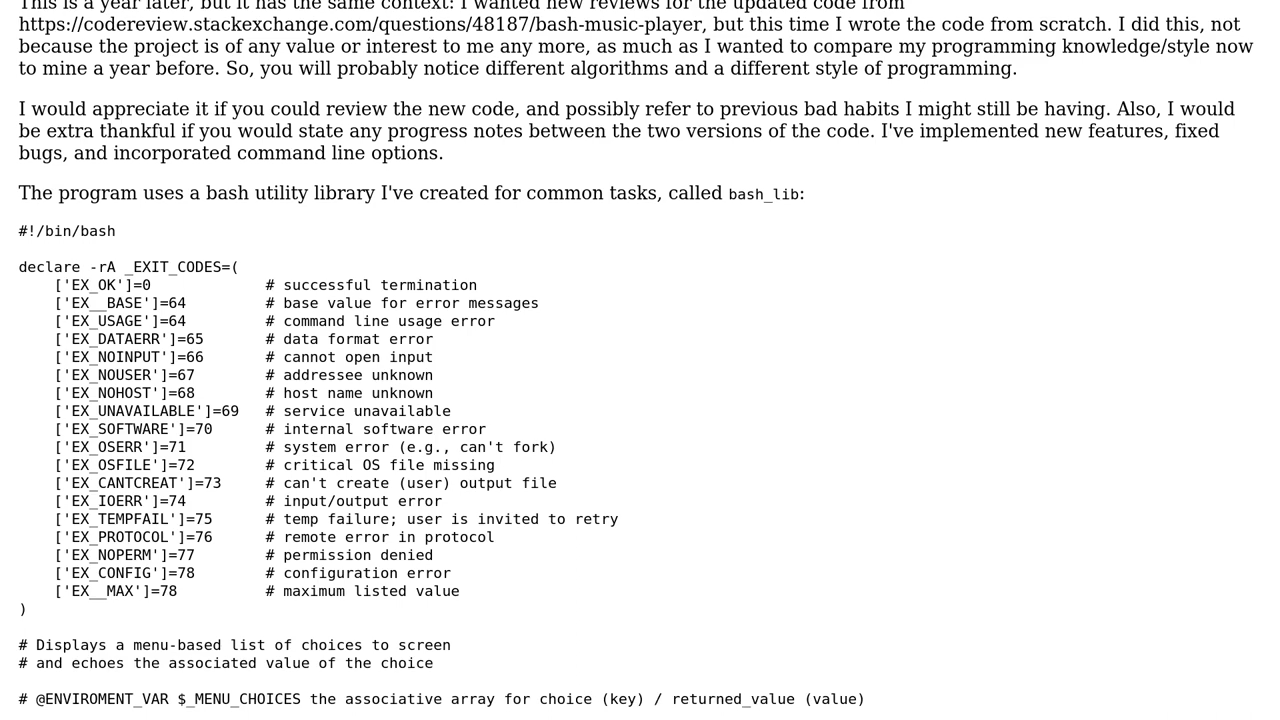 This is a year later, but it has the same context: I wanted new reviews for the updated code from
https://codereview.stackexchange.com/questions/48187/bash-music-player, but this time I wrote the code from scratch. I did this, not
because the project is of any value or interest to me any more, as much as I wanted to compare my programming knowledge/style now
to mine a year before. So, you will probably notice different algorithms and a different style of programming.
I would appreciate it if you could review the new code, and possibly refer to previous bad habits I might still be having. Also, I would
be extra thankful if you would state any progress notes between the two versions of the code. I've implemented new features, fixed
bugs, and incorporated command line options.
The program uses a bash utility library I've created for common tasks, called bash_lib:
#!/bin/bash
declare -rA _EXIT_CODES=(
    ['EX_OK']=0             # successful termination
    ['EX__BASE']=64         # base value for error messages
    ['EX_USAGE']=64         # command line usage error
    ['EX_DATAERR']=65       # data format error
    ['EX_NOINPUT']=66       # cannot open input
    ['EX_NOUSER']=67        # addressee unknown
    ['EX_NOHOST']=68        # host name unknown
    ['EX_UNAVAILABLE']=69   # service unavailable
    ['EX_SOFTWARE']=70      # internal software error
    ['EX_OSERR']=71         # system error (e.g., can't fork)
    ['EX_OSFILE']=72        # critical OS file missing
    ['EX_CANTCREAT']=73     # can't create (user) output file
    ['EX_IOERR']=74         # input/output error
    ['EX_TEMPFAIL']=75      # temp failure; user is invited to retry
    ['EX_PROTOCOL']=76      # remote error in protocol
    ['EX_NOPERM']=77        # permission denied
    ['EX_CONFIG']=78        # configuration error
    ['EX__MAX']=78          # maximum listed value
)
# Displays a menu-based list of choices to screen
# and echoes the associated value of the choice
# @ENVIROMENT_VAR $_MENU_CHOICES the associative array for choice (key) / returned_value (value)